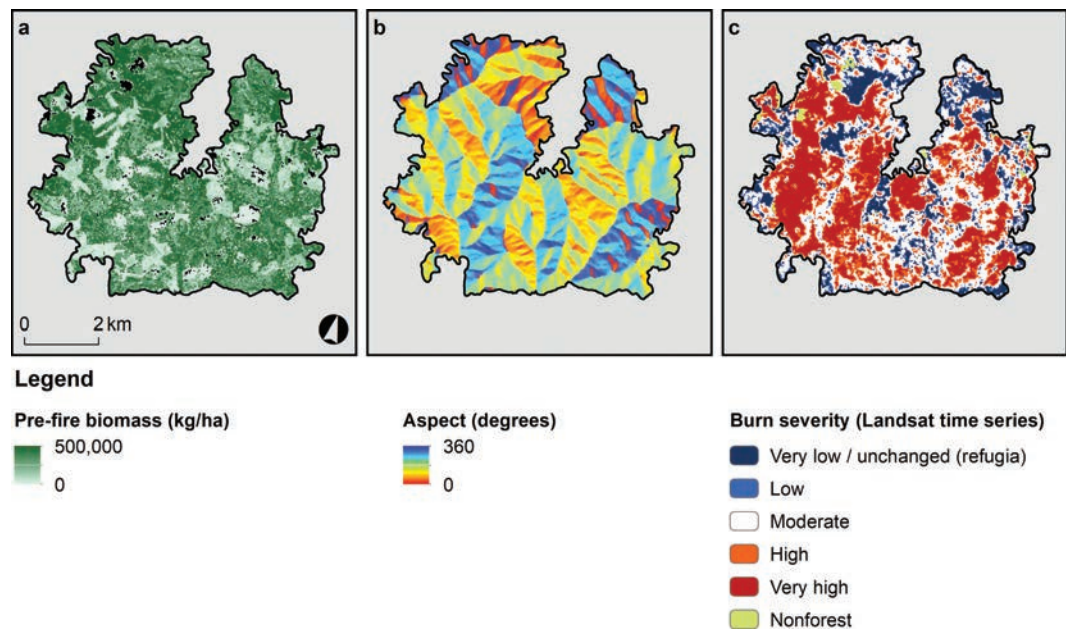 a
b
c
0 2 km
Legend
Pre-fire biomass (kg/ha)
500,000
0
Aspect (degrees)
360
0
Burn severity (Landsat time series)
Very low / unchanged (refugia)
Low
Moderate
High
Very high
Nonforest